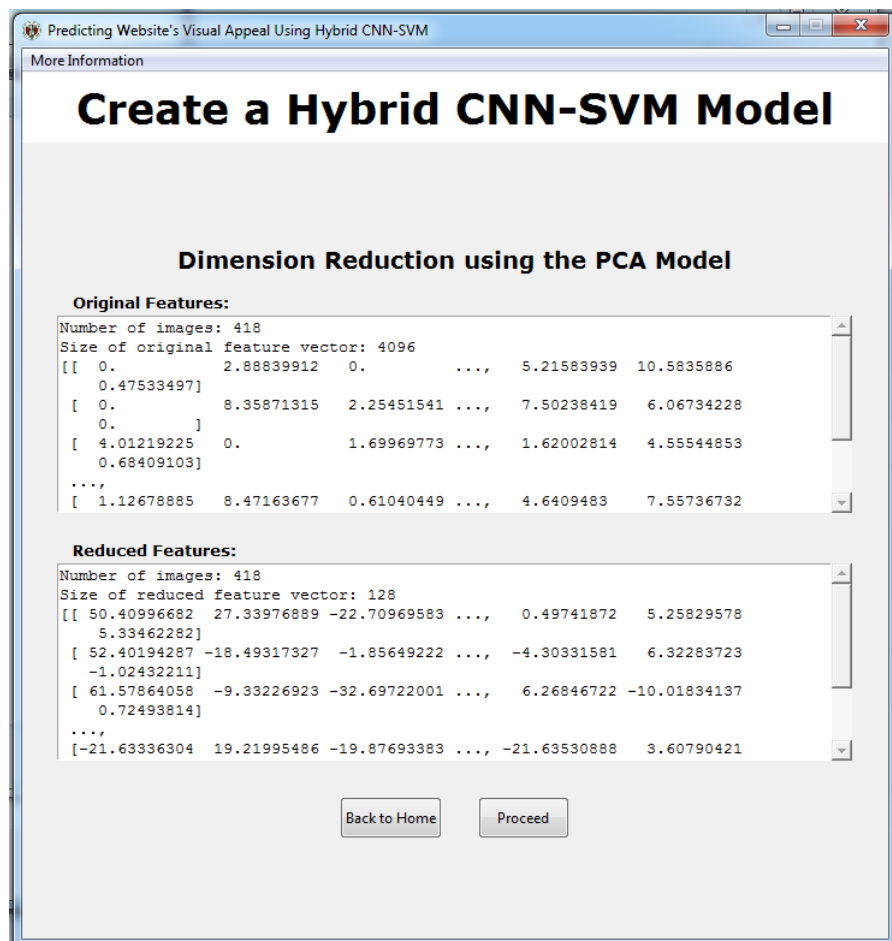 Predicting Website's Visual Appeal Using Hybrid CNN-SVM
More Information
Create a Hybrid CNN-SVM Model
Dimension Reduction using the PCA Model
Original Features:
Number of images: 418
Size of original feature vector: 4096
[[ 0. 2.88839912 0. ..., 5.21583939 10.5835886
0.47533497]
[ 0. 8.35871315 2.25451541 ..., 7.50238419 6.06734228
0. ]
[ 4.01219225 0. 1.69969773 ..., 1.62002814 4.55544853
0.68409103]
...,
[ 1.12678885 8.47163677 0.61040449 ..., 4.6409483 7.55736732
Reduced Features:
Number of images: 418
Size of reduced feature vector: 128
[[ 50.40996682 27.33976889 -22.70969583 ..., 0.49741872 5.25829578
5.33462282]
[ 52.40194287 -18.49317327 -1.85649222 ..., -4.30331581 6.32283723
-1.02432211]
[ 61.57864058 -9.33226923 -32.69722001 ..., 6.26846722 -10.01834137
0.72493814]
...,
[-21.63336304 19.21995486 -19.87693383 ..., -21.63530888 3.60790421
Back to Home Proceed